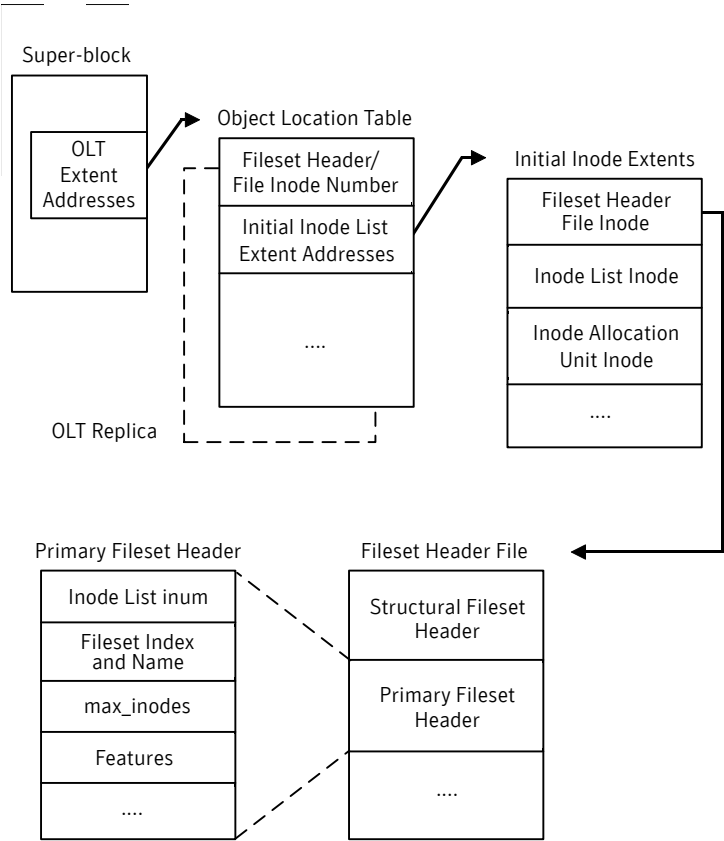 Super-block
OLT
Extent
Addresses
Object Location Table
Fileset Header/
File Inode Number
Initial Inode List
Extent Addresses
....
OLT Replica
Initial Inode Extents
Fileset Header
File Inode
Inode List Inode
Inode Allocation
Unit Inode
....
Primary Fileset Header
Inode List inum
Fileset Index
and Name
max_inodes
Features
....
Fileset Header File
Structural Fileset
Header
Primary Fileset
Header
....